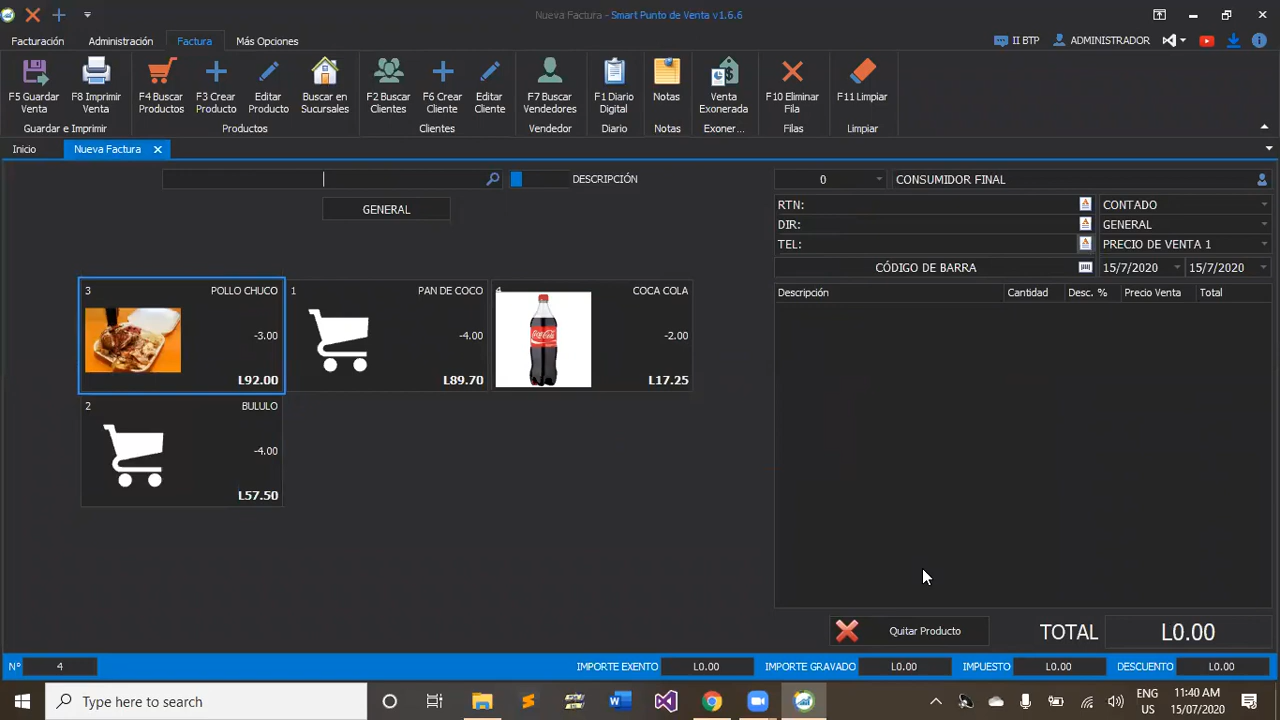 Nueva Factura - Smart Punto de Venta v1.6.6
Facturación Administración Factura Más Opciones II BTP ADMINISTRADOR
F5 Guardar Venta
F8 Imprimir Venta
F4 Buscar Productos
F3 Crear Producto
Editar Producto
Buscar en Sucursales
F2 Buscar Clientes
F6 Crear Cliente
Editar Cliente
F7 Buscar Vendedores
F1 Diario Digital
Notas
Venta Exonerada
F10 Eliminar Fila
F11 Limpiar
Guardar e Imprimir Productos Clientes Vendedor Diario Notas Exoner... Filas Limpiar
Inicio Nueva Factura
DESCRIPCIÓN
GENERAL
3 POLLO CHUCO
-3.00
L92.00
1 PAN DE COCO
-4.00
L89.70
4 COCA COLA
Coca-Cola
-2.00
L17.25
2 BULULO
-4.00
L57.50
0 CONSUMIDOR FINAL
RTN: CONTADO
DIR: GENERAL
TEL: PRECIO DE VENTA 1
CÓDIGO DE BARRA 15/7/2020 15/7/2020
Descripción Cantidad Desc. % Precio Venta Total
Quitar Producto TOTAL L0.00
N° 4 IMPORTE EXENTO L0.00 IMPORTE GRAVADO L0.00 IMPUESTO L0.00 DESCUENTO L0.00
Type here to search
ENG US
11:40 AM
15/07/2020